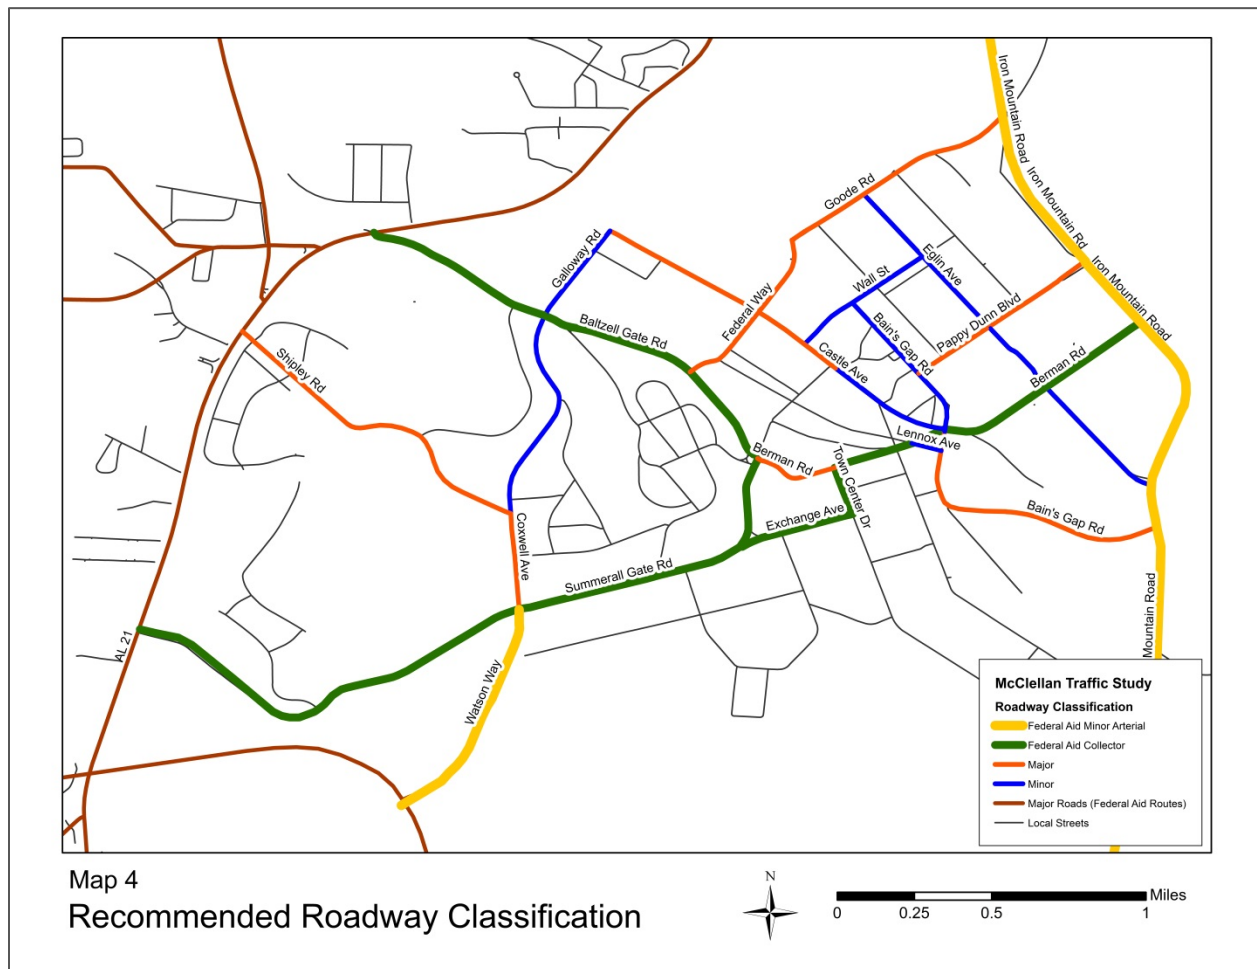 Iron Mountain Road
Iron Mountain Rd
Iron Mountain Road
Goode Rd
Galloway Rd
Eglin Ave
Wall St
Federal Way
Baltzell Gate Rd
Bain's Gap Rd
Pappy Dunn Blvd
Shipley Rd
Castle Ave
Berman Rd
Lennox Ave
Berman Rd
Town Center Dr
Exchange Ave
Bain's Gap Rd
Coxwell Ave
Summerall Gate Rd
Mountain Road
AL 21
Watson Way
McClellan Traffic Study
Roadway Classification
Federal Aid Minor Arterial
Federal Aid Collector
Major
Minor
Major Roads (Federal Aid Routes)
Local Streets
Map 4
Recommended Roadway Classification
N
Miles
0 0.25 0.5 1